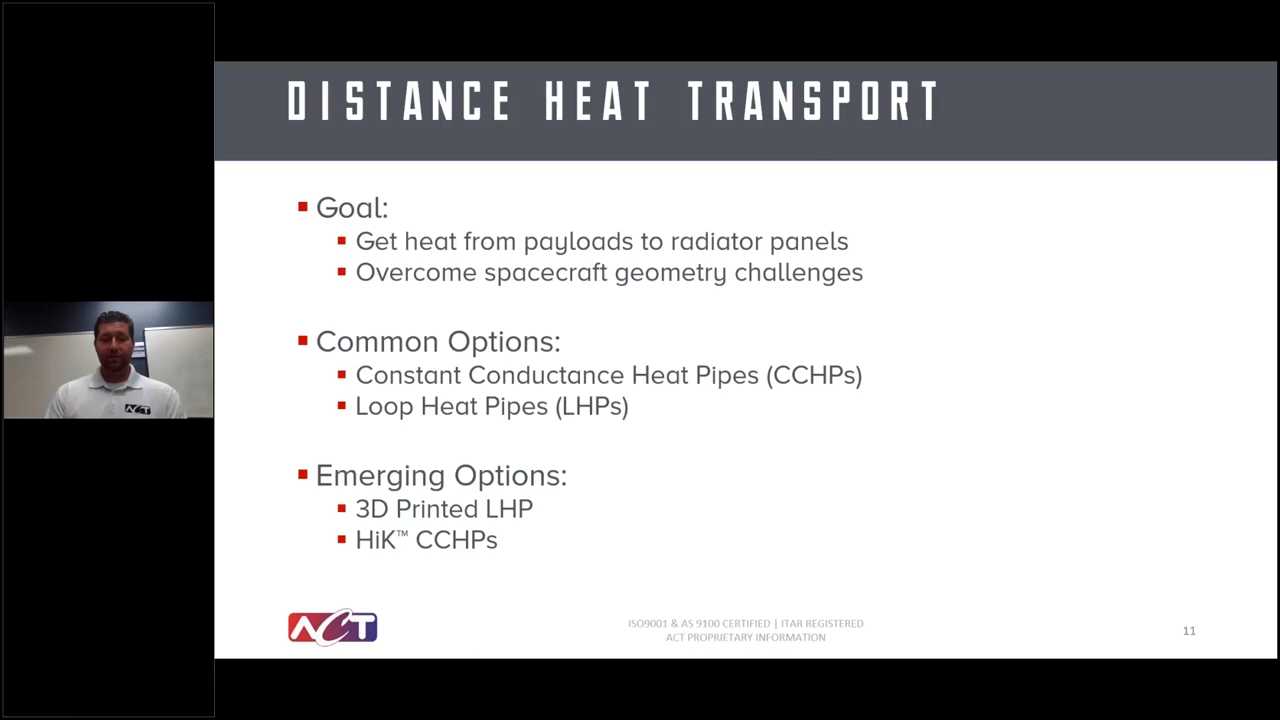 DISTANCE HEAT TRANSPORT
Goal:
Get heat from payloads to radiator panels
Overcome spacecraft geometry challenges
Common Options:
Constant Conductance Heat Pipes (CCHPs)
Loop Heat Pipes (LHPs)
Emerging Options:
3D Printed LHP
HiK™ CCHPs
ACT
ACT
ISO9001 & AS 9100 CERTIFIED | ITAR REGISTERED
ACT PROPRIETARY INFORMATION
11